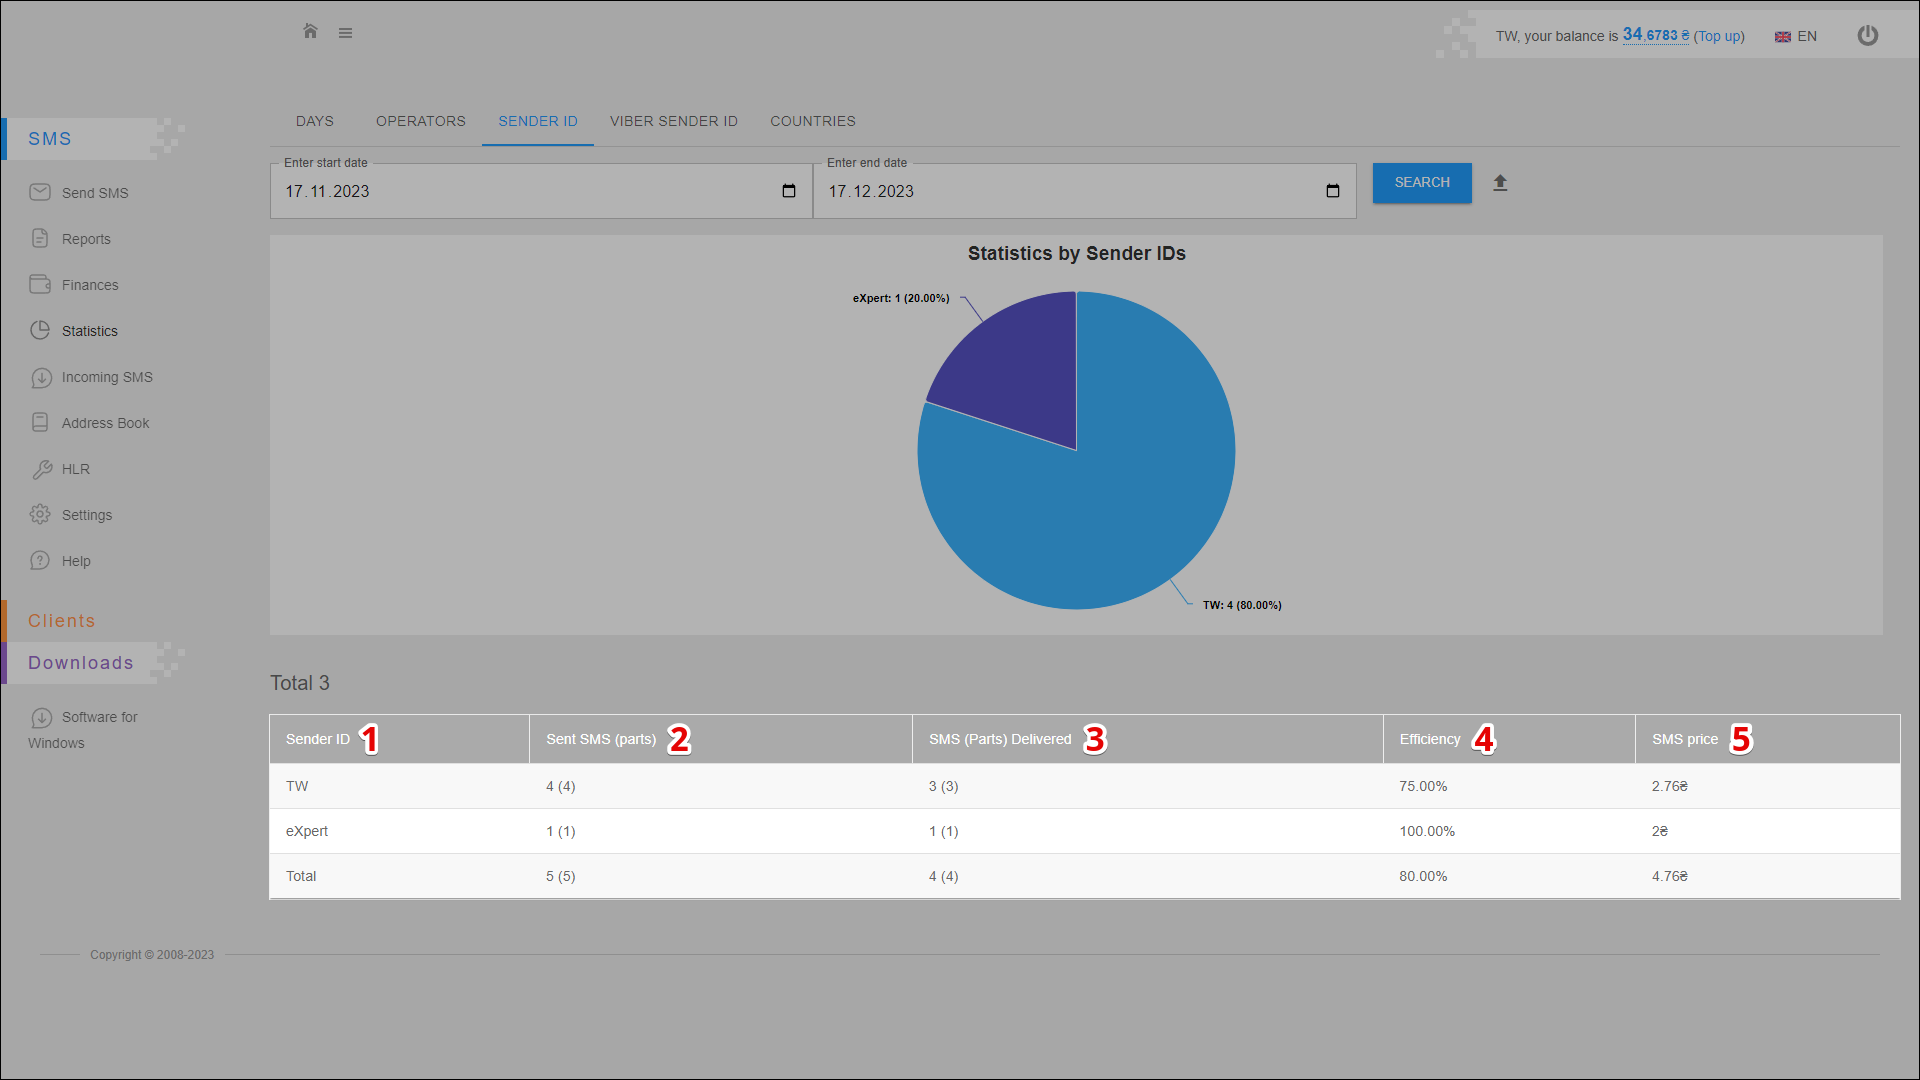 TW, your balance is 34,6783 ₴ (Top up) EN
DAYS OPERATORS SENDER ID VIBER SENDER ID COUNTRIES
SMS
Send SMS
Reports
Finances
Statistics
Incoming SMS
Address Book
HLR
Settings
Help
Clients
Downloads
Software for
Windows
Enter start date Enter end date
17.11.2023 17.12.2023 SEARCH
Statistics by Sender IDs
eXpert: 1 (20.00%)
TW: 4 (80.00%)
Total 3
Sender ID 1 Sent SMS (parts) 2 SMS (Parts) Delivered 3 Efficiency 4 SMS price 5
TW 4 (4) 3 (3) 75.00% 2.76₴
eXpert 1 (1) 1 (1) 100.00% 2₴
Total 5 (5) 4 (4) 80.00% 4.76₴
Copyright © 2008-2023